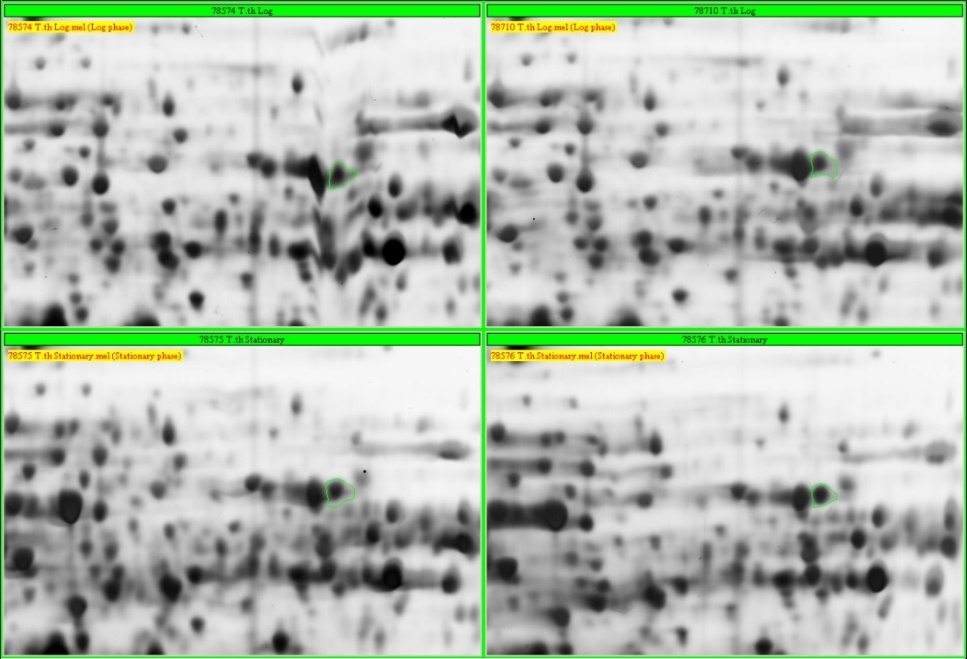 78574 T.th Log
78710 T.th Log
78574 T.th Log.mel (Log phase)
78710 T.th Log.mel (Log phase)
78575 T.th Stationary
78576 T.th Stationary
78575 T.th Stationary.mel (Stationary phase)
78576 T.th.Stationary.mel (Stationary phase)